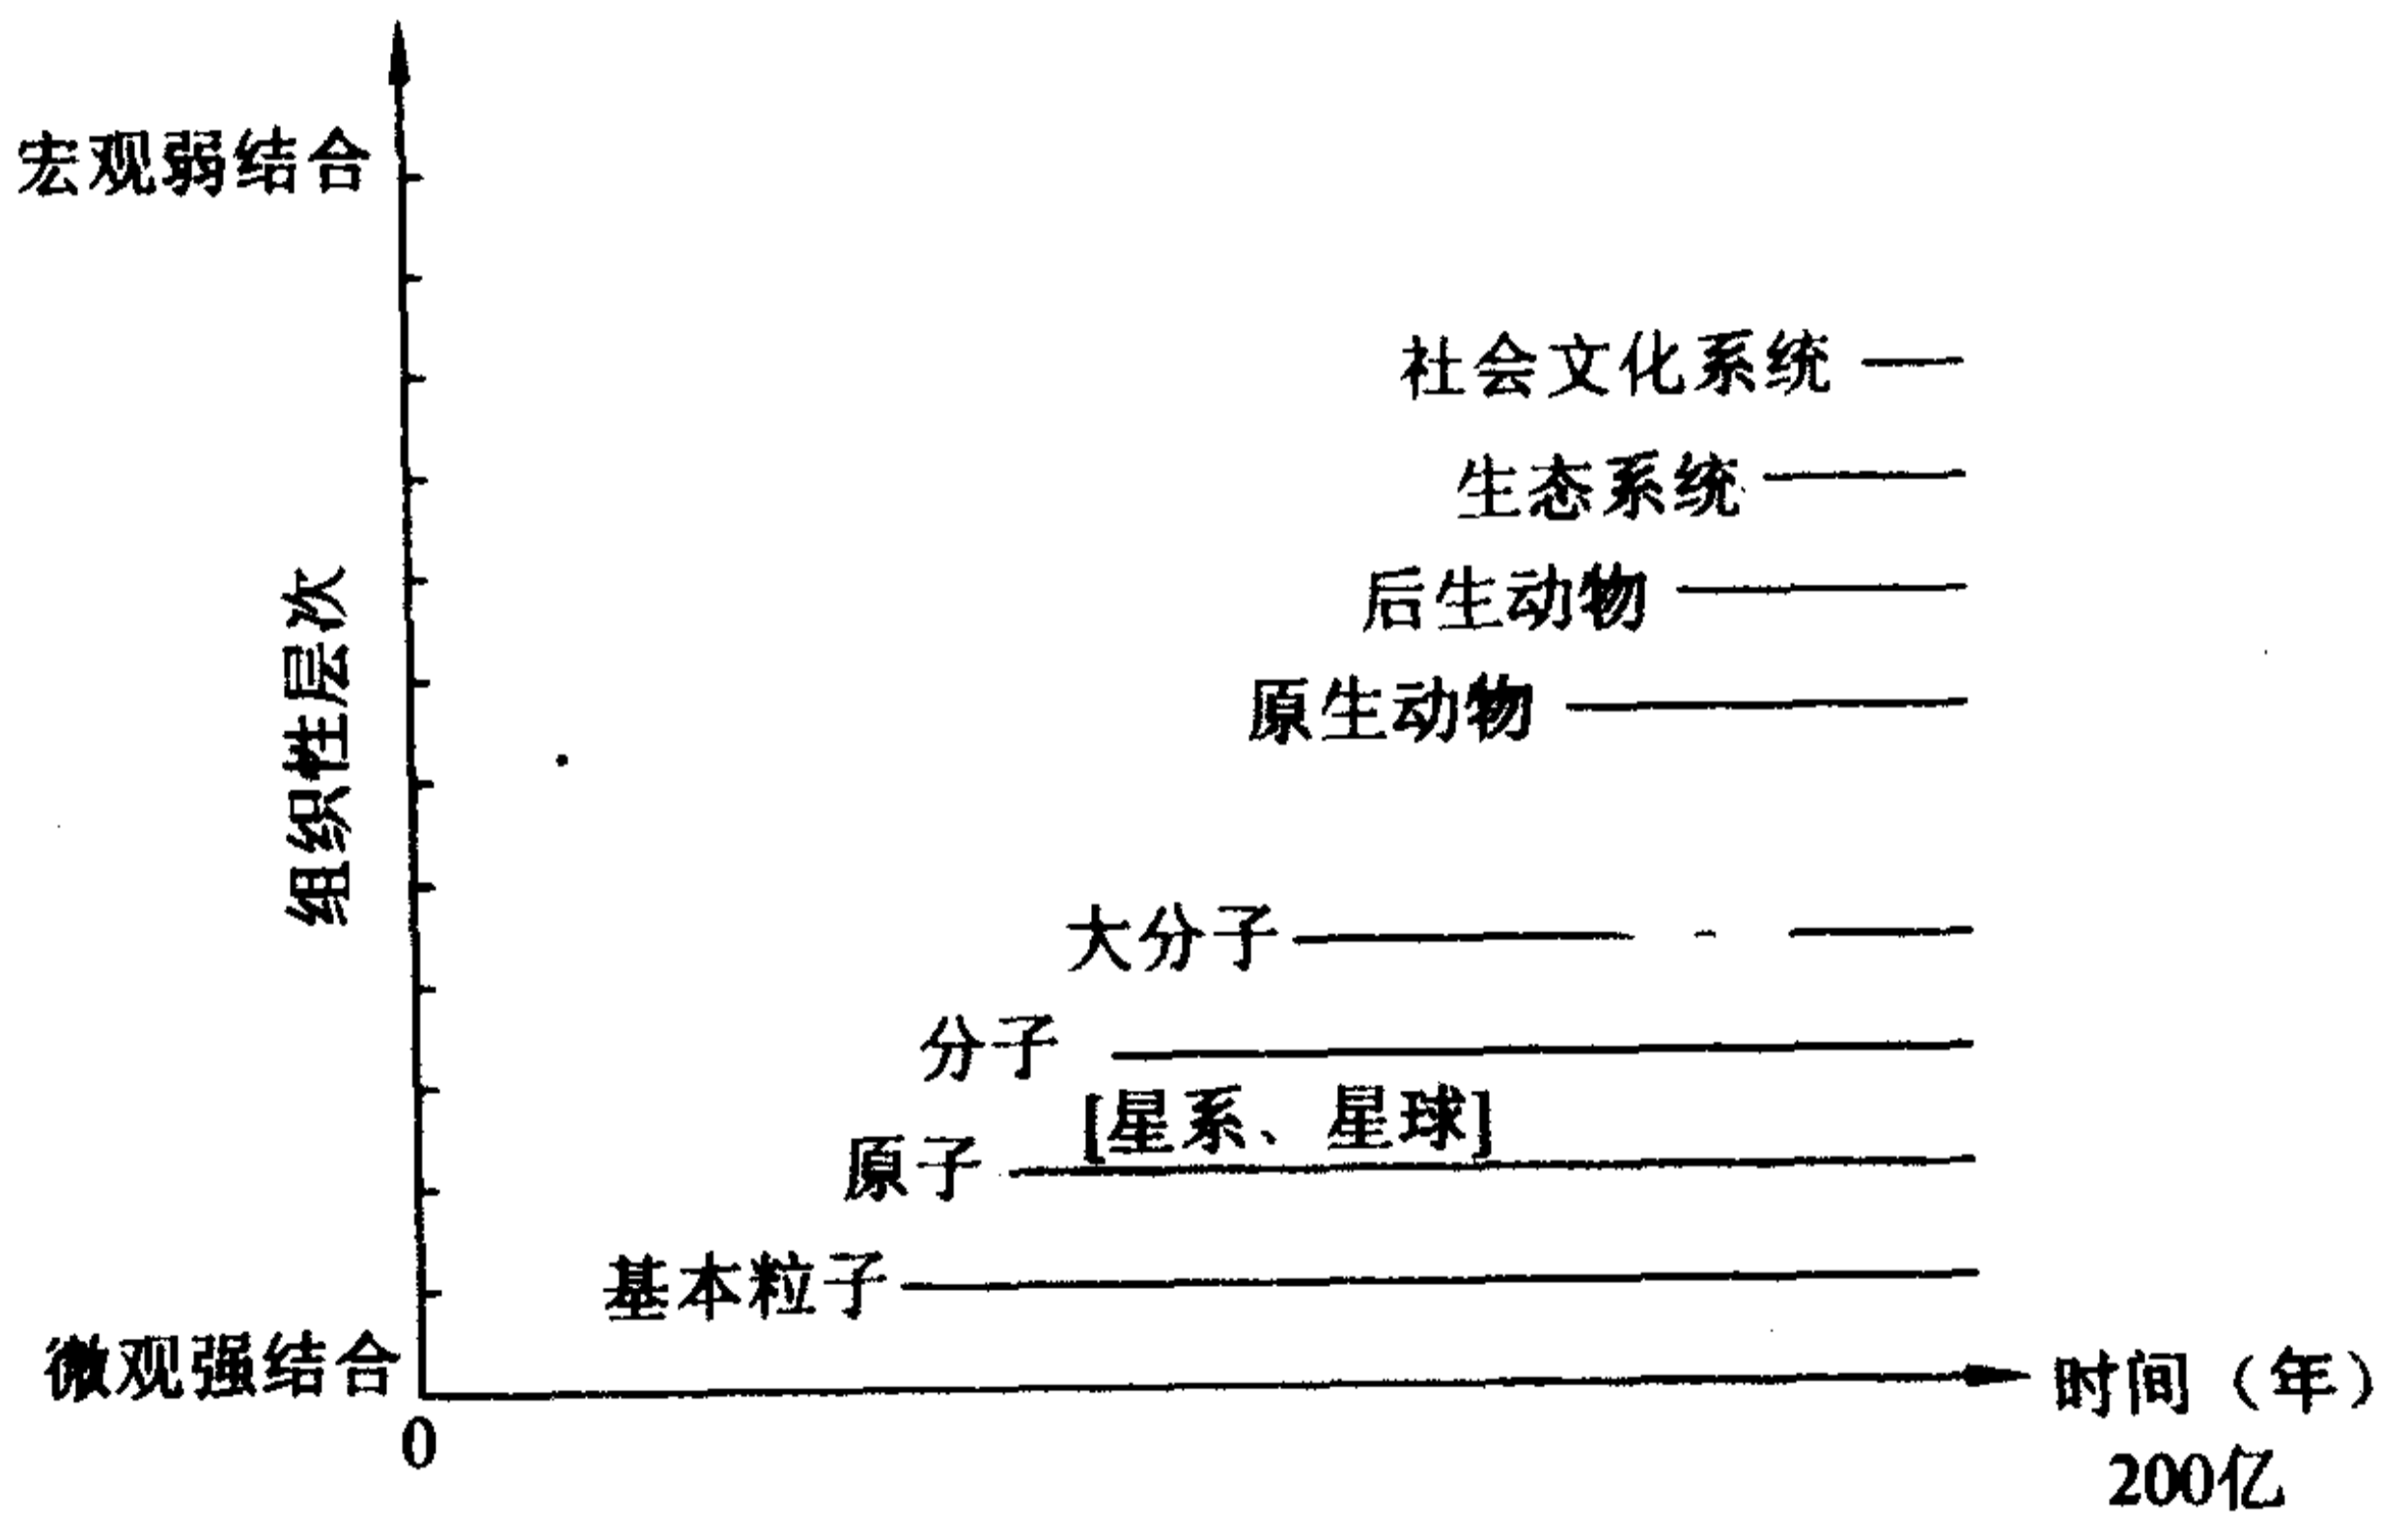 宏观弱结合
社会文化系统
生态系统
后生动物
组织性层次
原生动物
大分子
分子
[星系、星球]
原子
基本粒子
微观强结合
时间（年）
0
200亿